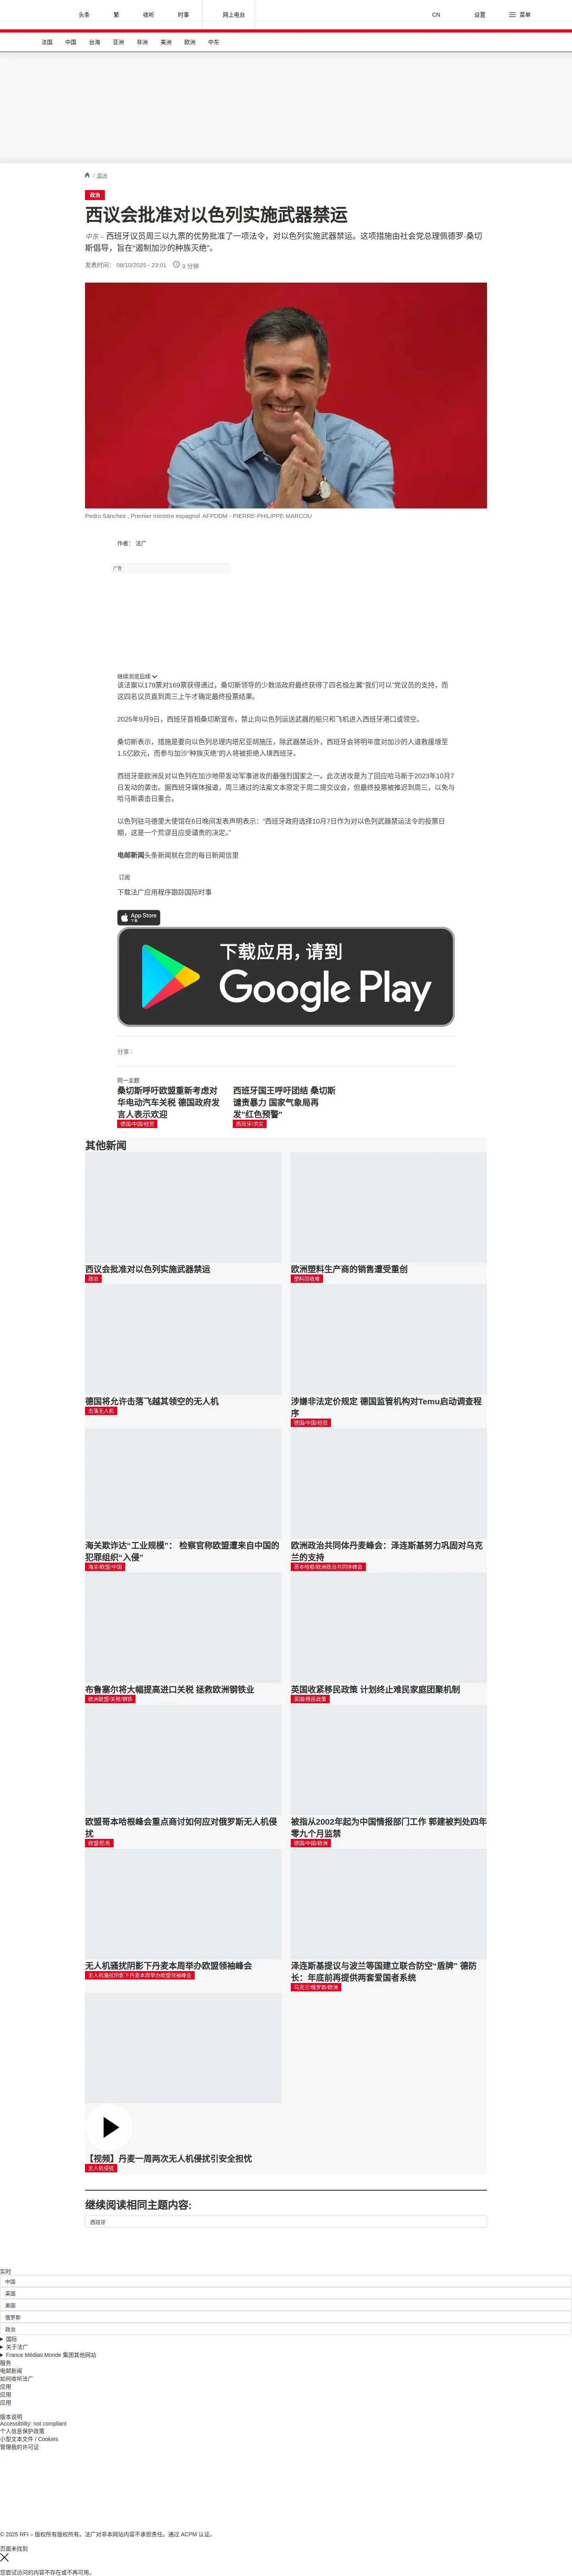 头条
繁
收听
时事
网上电台
CN
设置
菜单
法国
中国
台海
亚洲
非洲
美洲
欧洲
中东
/ 欧洲
政治
西议会批准对以色列实施武器禁运
中东 – 西班牙议员周三以九票的优势批准了一项法令，对以色列实施武器禁运。这项措施由社会党总理佩德罗·桑切
斯倡导，旨在“遏制加沙的种族灭绝”。
发表时间： 08/10/2025 - 23:01
3 分钟
Pedro Sánchez , Premier ministre espagnol AFPDDM - PIERRE-PHILIPPE MARCOU
作者： 法广
广告
继续浏览后续
该法案以178票对169票获得通过，桑切斯领导的少数派政府最终获得了四名极左翼“我们可以”党议员的支持，而
这四名议员直到周三上午才确定最终投票结果。
2025年9月9日，西班牙首相桑切斯宣布，禁止向以色列运送武器的船只和飞机进入西班牙港口或领空。
桑切斯表示，措施是要向以色列总理内塔尼亚胡施压，除武器禁运外，西班牙会将明年度对加沙的人道救援增至
1.5亿欧元，而参与加沙“种族灭绝”的人将被拒绝入境西班牙。
西班牙是欧洲反对以色列在加沙地带发动军事进攻的最强烈国家之一。此次进攻是为了回应哈马斯于2023年10月7
日发动的袭击。据西班牙媒体报道，周三通过的法案文本原定于周二提交议会，但最终投票被推迟到周三，以免与
哈马斯袭击日重合。
以色列驻马德里大使馆在6日晚间发表声明表示：“西班牙政府选择10月7日作为对以色列武器禁运法令的投票日
期，这是一个荒谬且应受谴责的决定。”
电邮新闻头条新闻就在您的每日新闻信里
订阅
下载法广应用程序跟踪国际时事
App Store
下载
下载应用，请到
Google Play
分享 :
同一主题
桑切斯呼吁欧盟重新考虑对
华电动汽车关税 德国政府发
言人表示欢迎
德国/中国/经贸
西班牙国王呼吁团结 桑切斯
谴责暴力 国家气象局再
发“红色预警”
西班牙/洪灾
其他新闻
西议会批准对以色列实施武器禁运
政治
欧洲塑料生产商的销售遭受重创
塑料回收难
德国将允许击落飞越其领空的无人机
击落无人机
涉嫌非法定价规定 德国监管机构对Temu启动调查程
序
德国/中国/经贸
海关欺诈达“工业规模”： 检察官称欧盟遭来自中国的
犯罪组织“入侵”
海关/欧盟/中国
欧洲政治共同体丹麦峰会：泽连斯基努力巩固对乌克
兰的支持
哥本哈根/欧洲政治共同体峰会
布鲁塞尔将大幅提高进口关税 拯救欧洲钢铁业
欧洲联盟/关税/钢铁
英国收紧移民政策 计划终止难民家庭团聚机制
英国/移民政策
欧盟哥本哈根峰会重点商讨如何应对俄罗斯无人机侵
扰
欧盟/防务
被指从2002年起为中国情报部门工作 郭建被判处四年
零九个月监禁
德国/中国/欧洲
无人机骚扰阴影下丹麦本周举办欧盟领袖峰会
无人机骚扰阴影下丹麦本周举办欧盟领袖峰会
泽连斯基提议与波兰等国建立联合防空“盾牌” 德防
长：年底前再提供两套爱国者系统
乌克兰/俄罗斯/欧洲
【视频】丹麦一周两次无人机侵扰引安全担忧
无人机侵扰
继续阅读相同主题内容:
西班牙
实时
中国
英国
美国
俄罗斯
政治
国际
关于法广
France Médias Monde 集团其他网站
服务
电邮新闻
如何收听法广
应用
应用
应用
版本说明
Accessibility: not compliant
个人信息保护政策
小型文本文件 / Cookies
管理我的许可证
© 2025 RFI – 版权所有版权所有。法广对非本网站内容不承担责任。通过 ACPM 认证。
页面未找到
您尝试访问的内容不存在或不再可用。